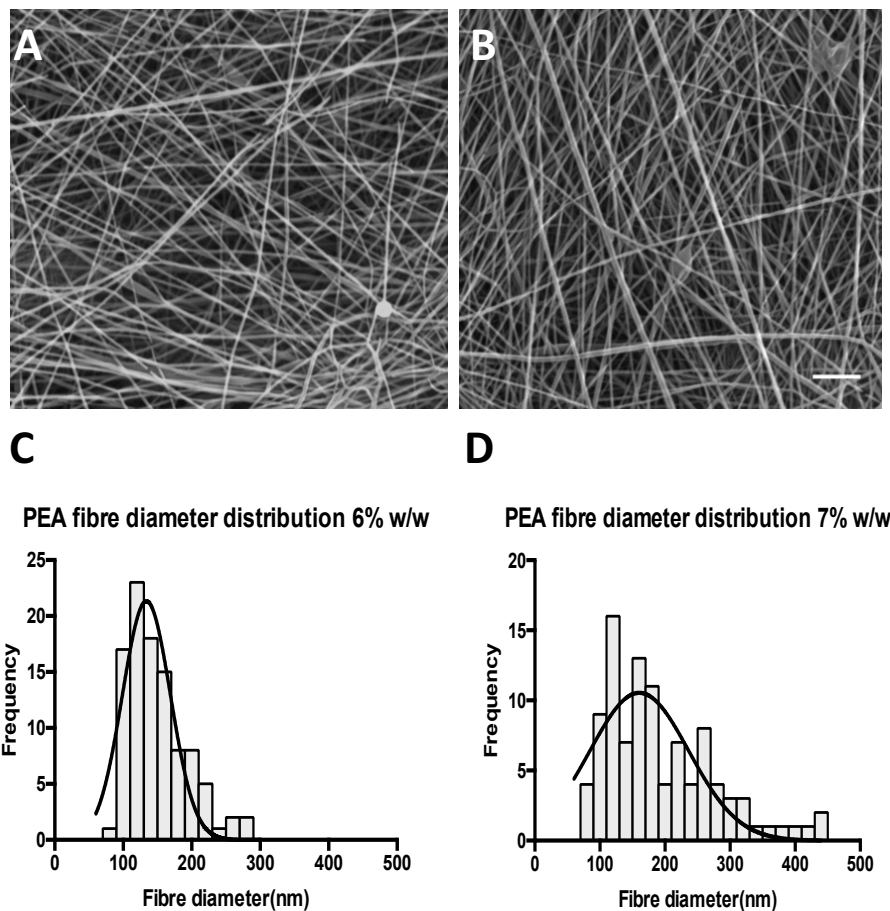 A
B
C
D
PEA fibre diameter distribution 6% w/w
25
20
15
10
5
0
Frequency
0 100 200 300 400 500
Fibre diameter(nm)
PEA fibre diameter distribution 7% w/w
20
15
10
5
0
Frequency
0 100 200 300 400 500
Fibre diameter(nm)